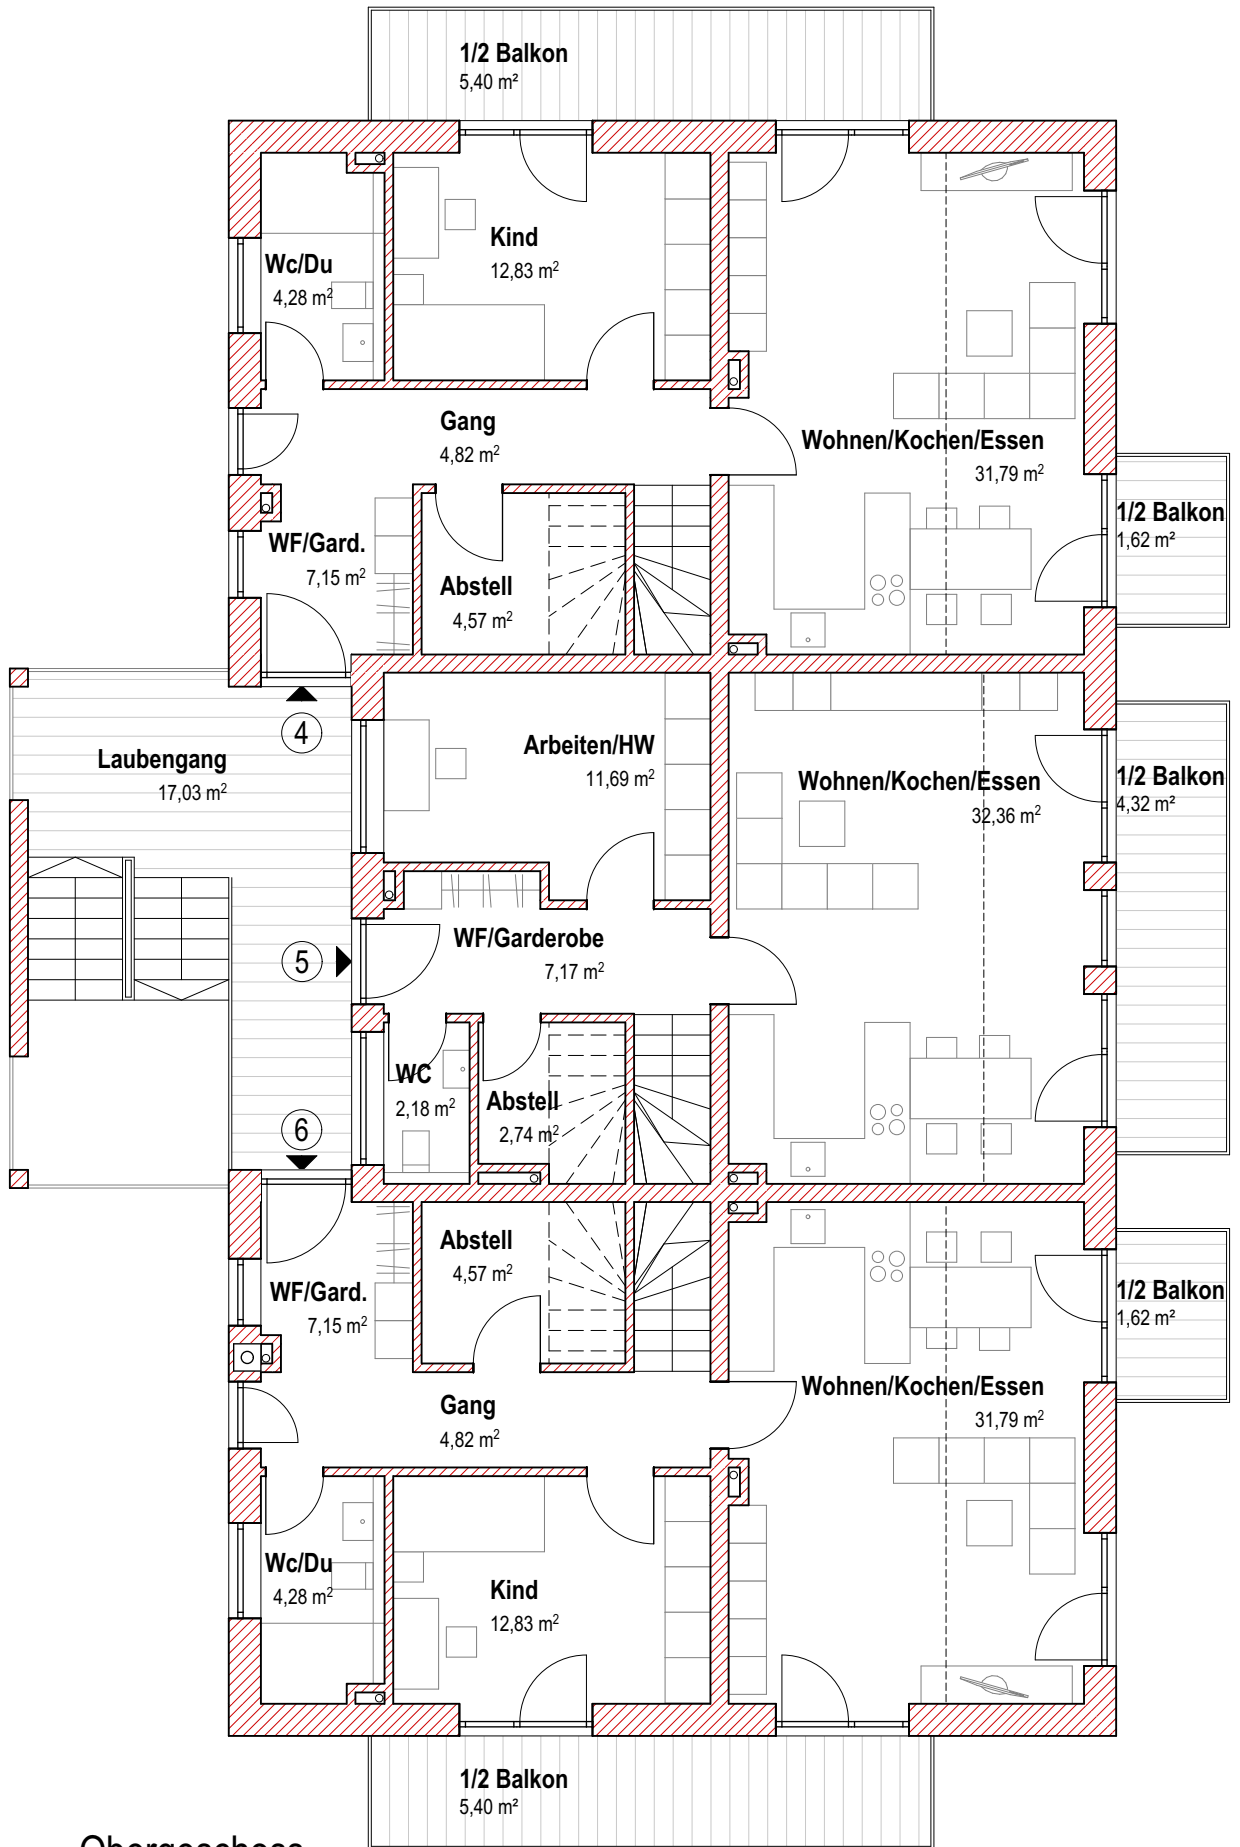 1/2 Balkon
5,40 m²
Kind
12,83 m²
Wc/Du
4,28 m²
Gang
4,82 m²
Wohnen/Kochen/Essen
31,79 m²
1/2 Balkon
1,62 m²
WF/Gard.
7,15 m²
Abstell
4,57 m²
4
Laubengang
17,03 m²
Arbeiten/HW
11,69 m²
Wohnen/Kochen/Essen
32,36 m²
1/2 Balkon
4,32 m²
5
WF/Garderobe
7,17 m²
WC
2,18 m²
Abstell
2,74 m²
6
Abstell
4,57 m²
WF/Gard.
7,15 m²
1/2 Balkon
1,62 m²
Wohnen/Kochen/Essen
31,79 m²
Gang
4,82 m²
Wc/Du
4,28 m²
Kind
12,83 m²
1/2 Balkon
5,40 m²
Obergeschoss